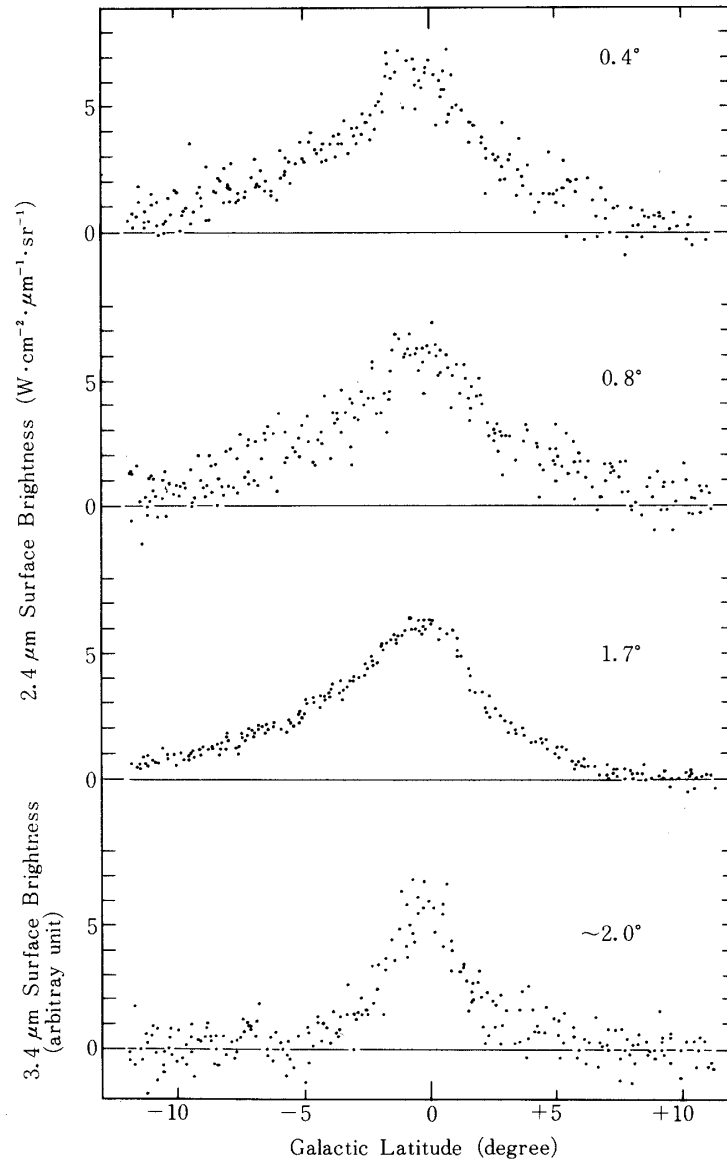 0.4°
5
0
0.8°
5
0
1.7°
5
0
~2.0°
5
0
2.4 μm Surface Brightness (W·cm⁻²·μm⁻¹·sr⁻¹)
3.4 μm Surface Brightness
(arbitray unit)
−10 −5 0 +5 +10
Galactic Latitude (degree)